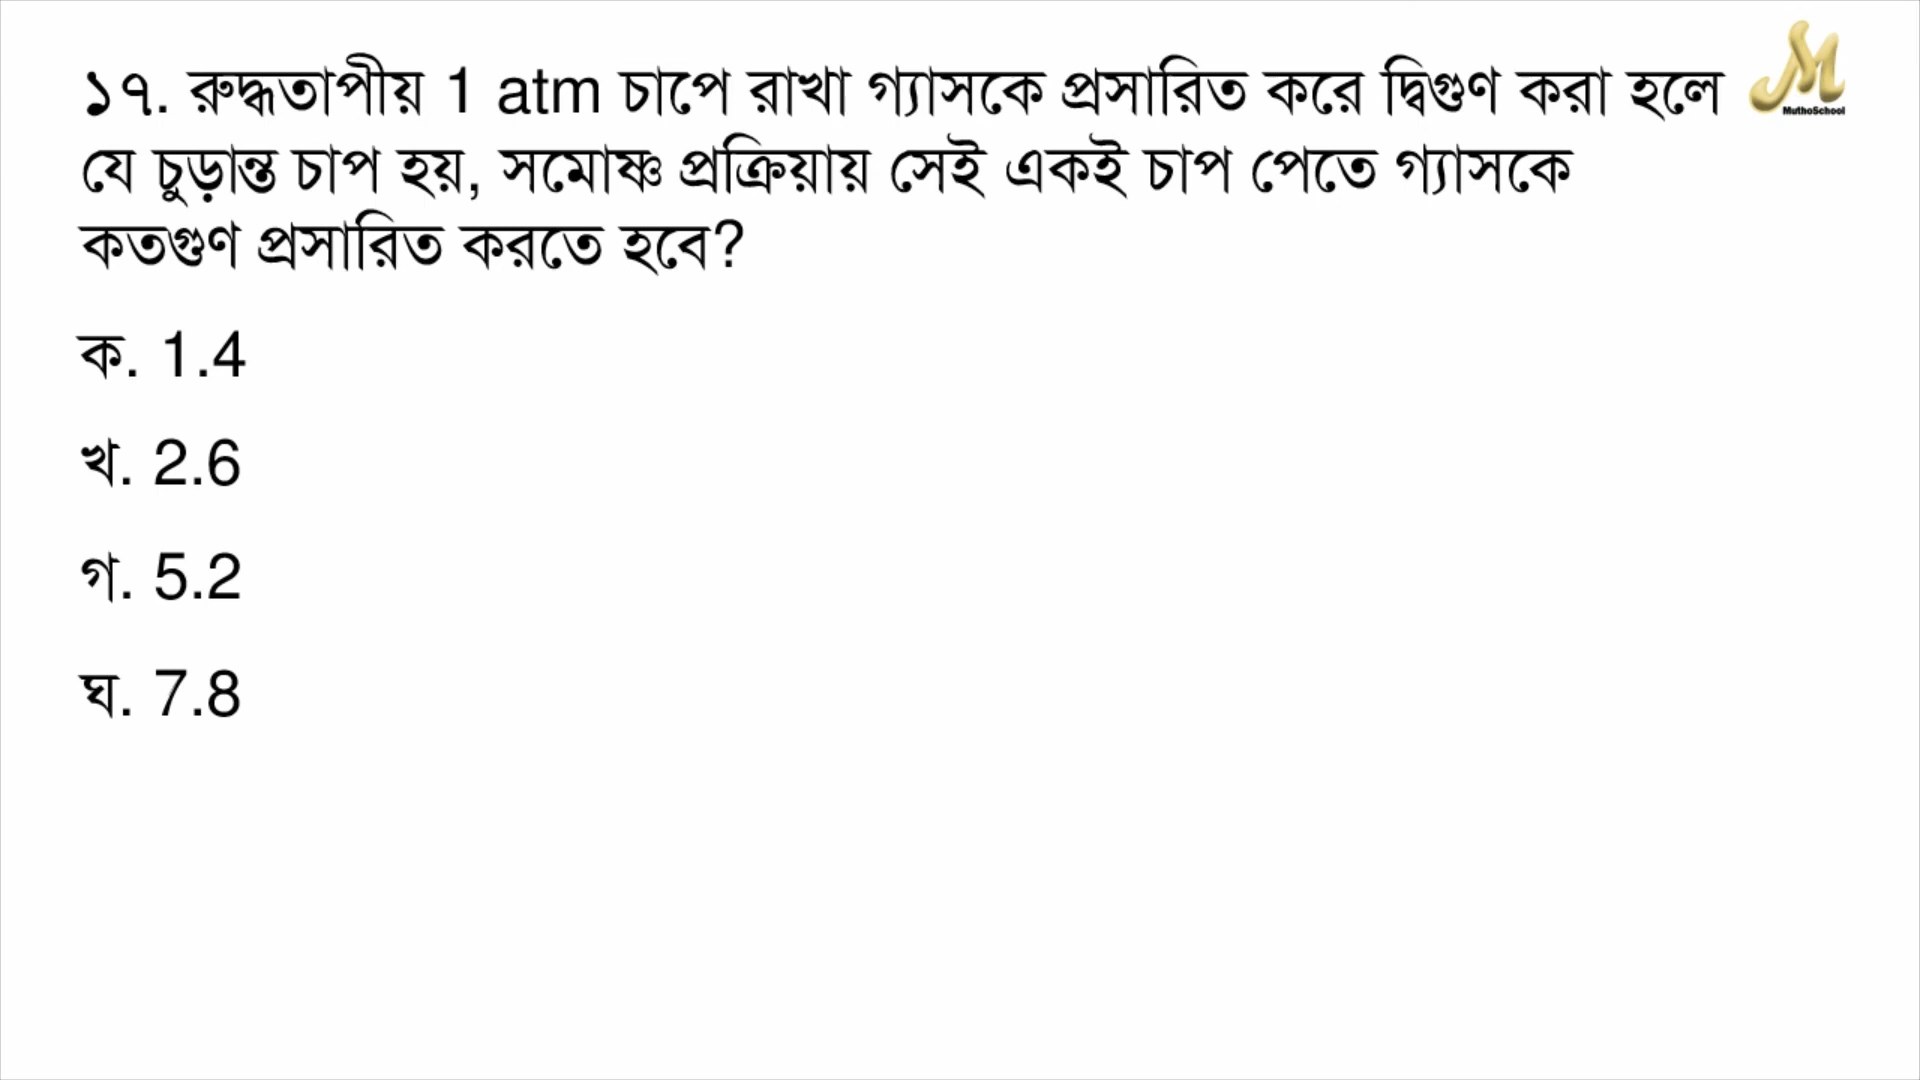 ১৭. রুদ্ধতাপীয় 1 atm চাপে রাখা গ্যাসকে প্রসারিত করে দ্বিগুণ করা হলে
যে চুড়ান্ত চাপ হয়, সমোষ্ণ প্রক্রিয়ায় সেই একই চাপ পেতে গ্যাসকে
কতগুণ প্রসারিত করতে হবে?
ক. 1.4
খ. 2.6
গ. 5.2
ঘ. 7.8
MuthoSchool